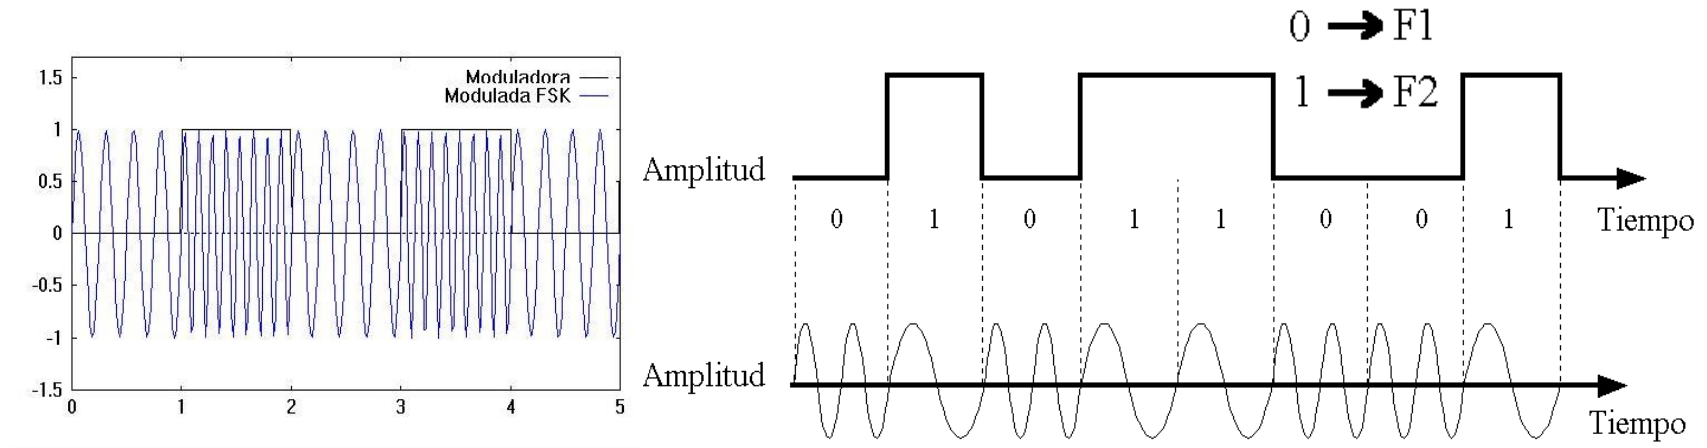 1.5
1
0.5
0
-0.5
-1
-1.5
Moduladora
Modulada FSK
0 1 2 3 4 5
0 → F1
1 → F2
Amplitud
0 1 0 1 1 0 0 1
Tiempo
Amplitud
Tiempo